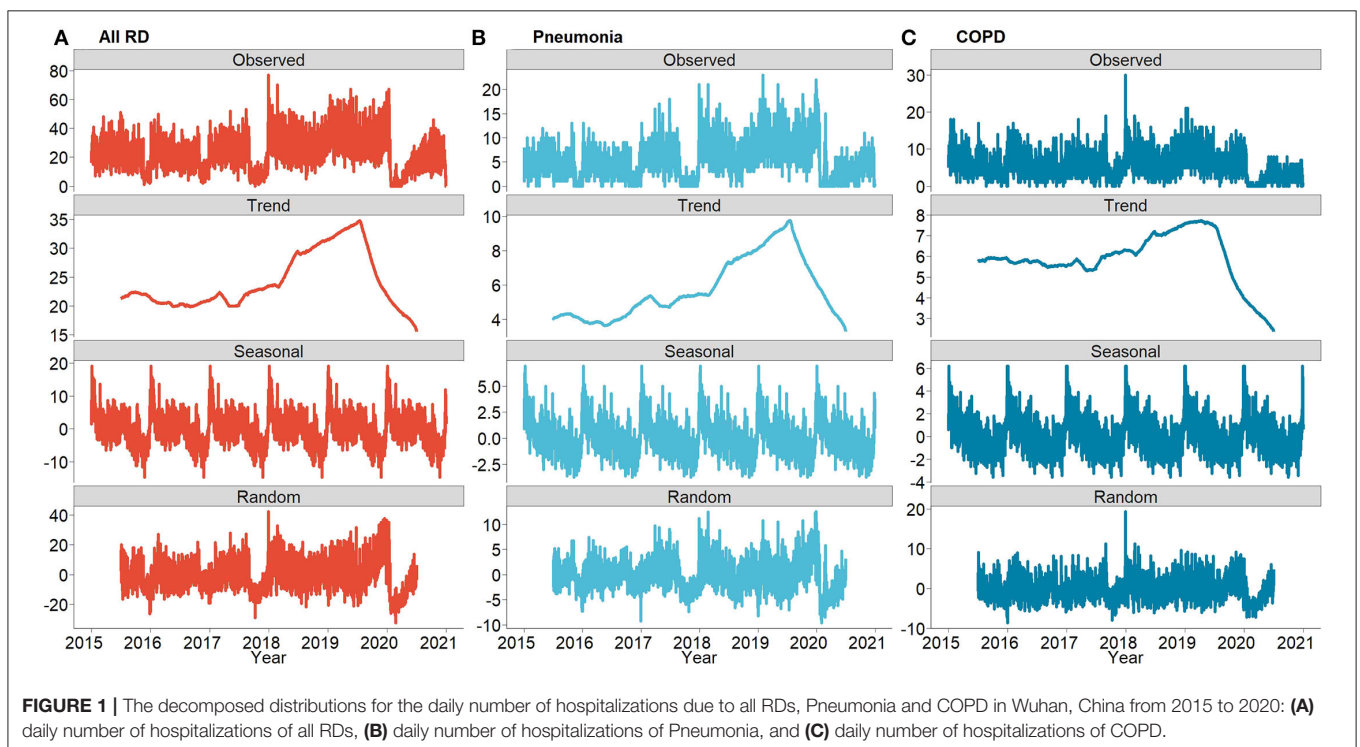 A All RD
Observed
80
60
40
20
0
Trend
35
30
25
20
15
Seasonal
20
10
0
-10
Random
40
20
0
-20
2015 2016 2017 2018 2019 2020 2021
Year
B Pneumonia
Observed
20
15
10
5
0
Trend
10
8
6
4
Seasonal
5.0
2.5
0.0
-2.5
Random
10
5
0
-5
-10
2015 2016 2017 2018 2019 2020 2021
Year
C COPD
Observed
30
20
10
0
Trend
8
7
6
5
4
3
Seasonal
6
4
2
0
-2
-4
Random
20
10
0
-10
2015 2016 2017 2018 2019 2020 2021
Year
FIGURE 1 | The decomposed distributions for the daily number of hospitalizations due to all RDs, Pneumonia and COPD in Wuhan, China from 2015 to 2020: (A)
daily number of hospitalizations of all RDs, (B) daily number of hospitalizations of Pneumonia, and (C) daily number of hospitalizations of COPD.